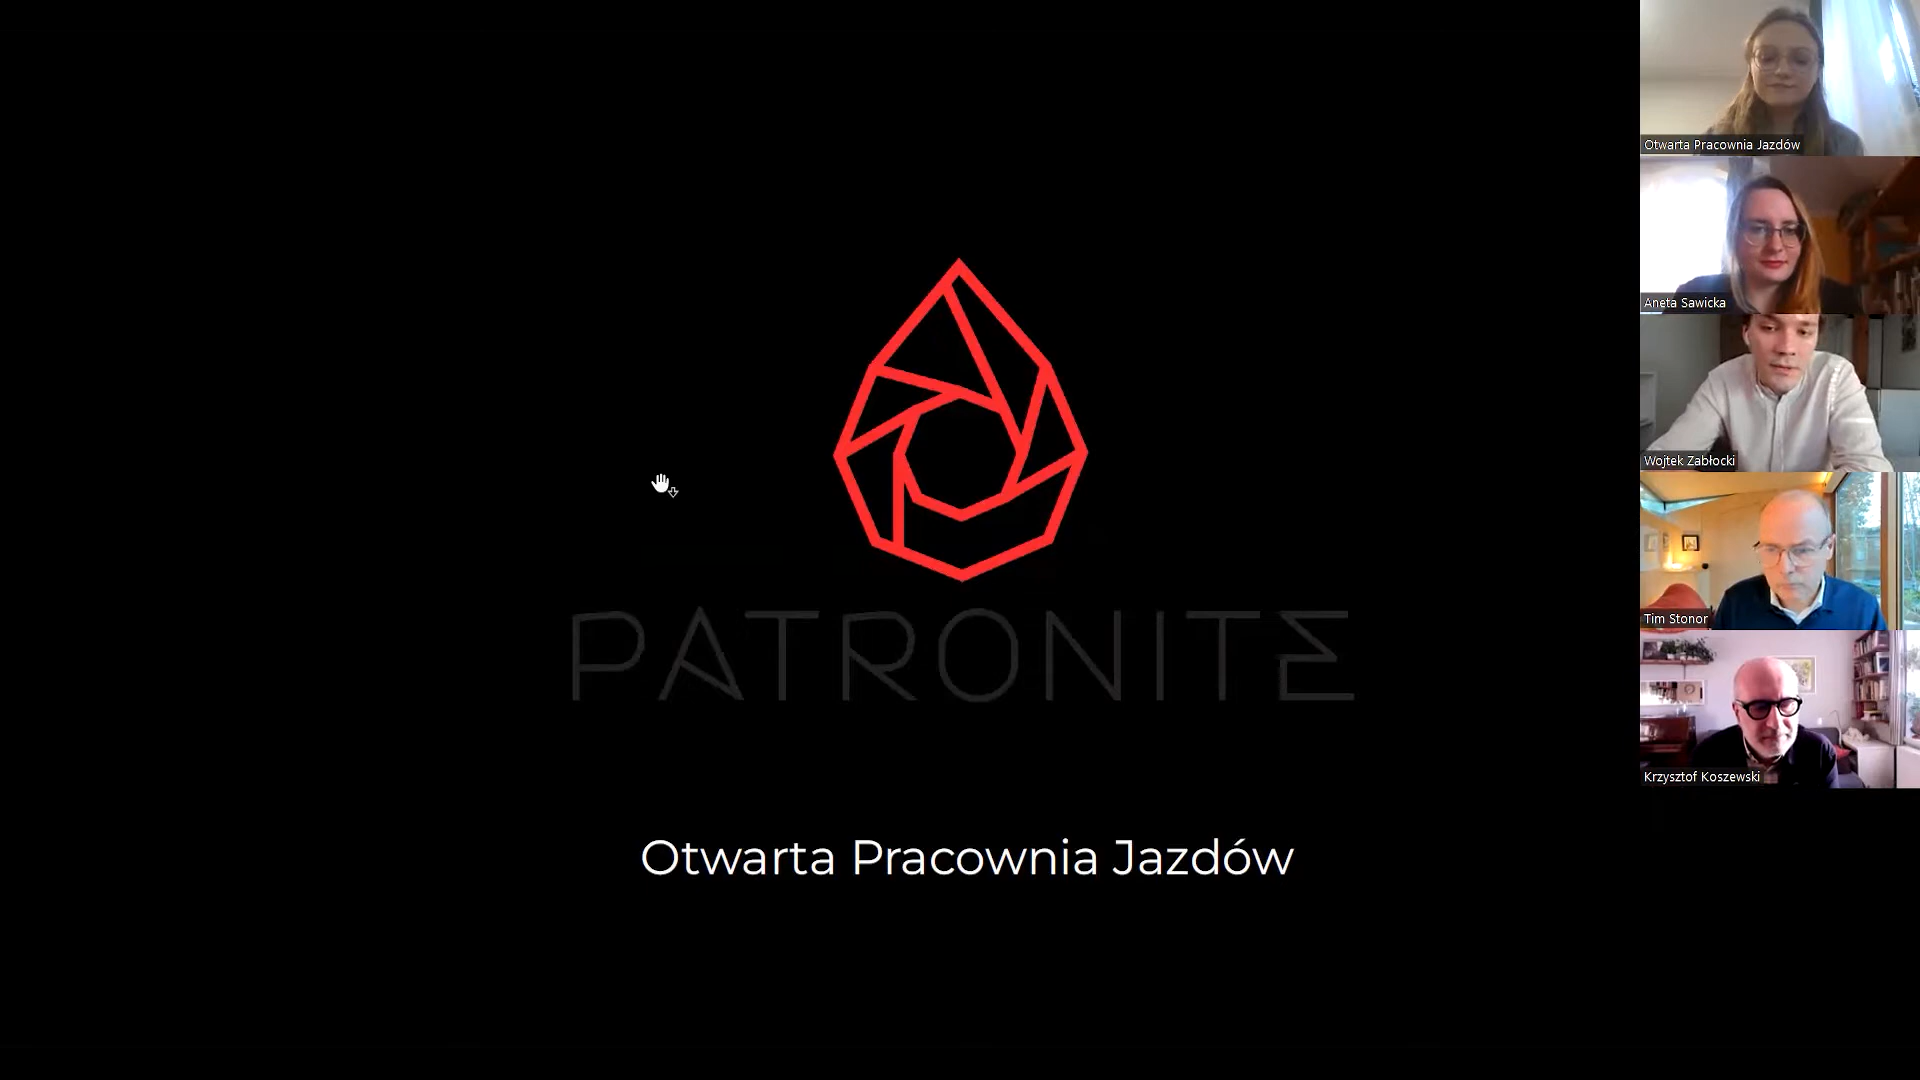 PATRONITE
Otwarta Pracownia Jazdów
Otwarta Pracownia Jazdów
Aneta Sawicka
Wojtek Zabłocki
Tim Stonor
Krzysztof Koszewski